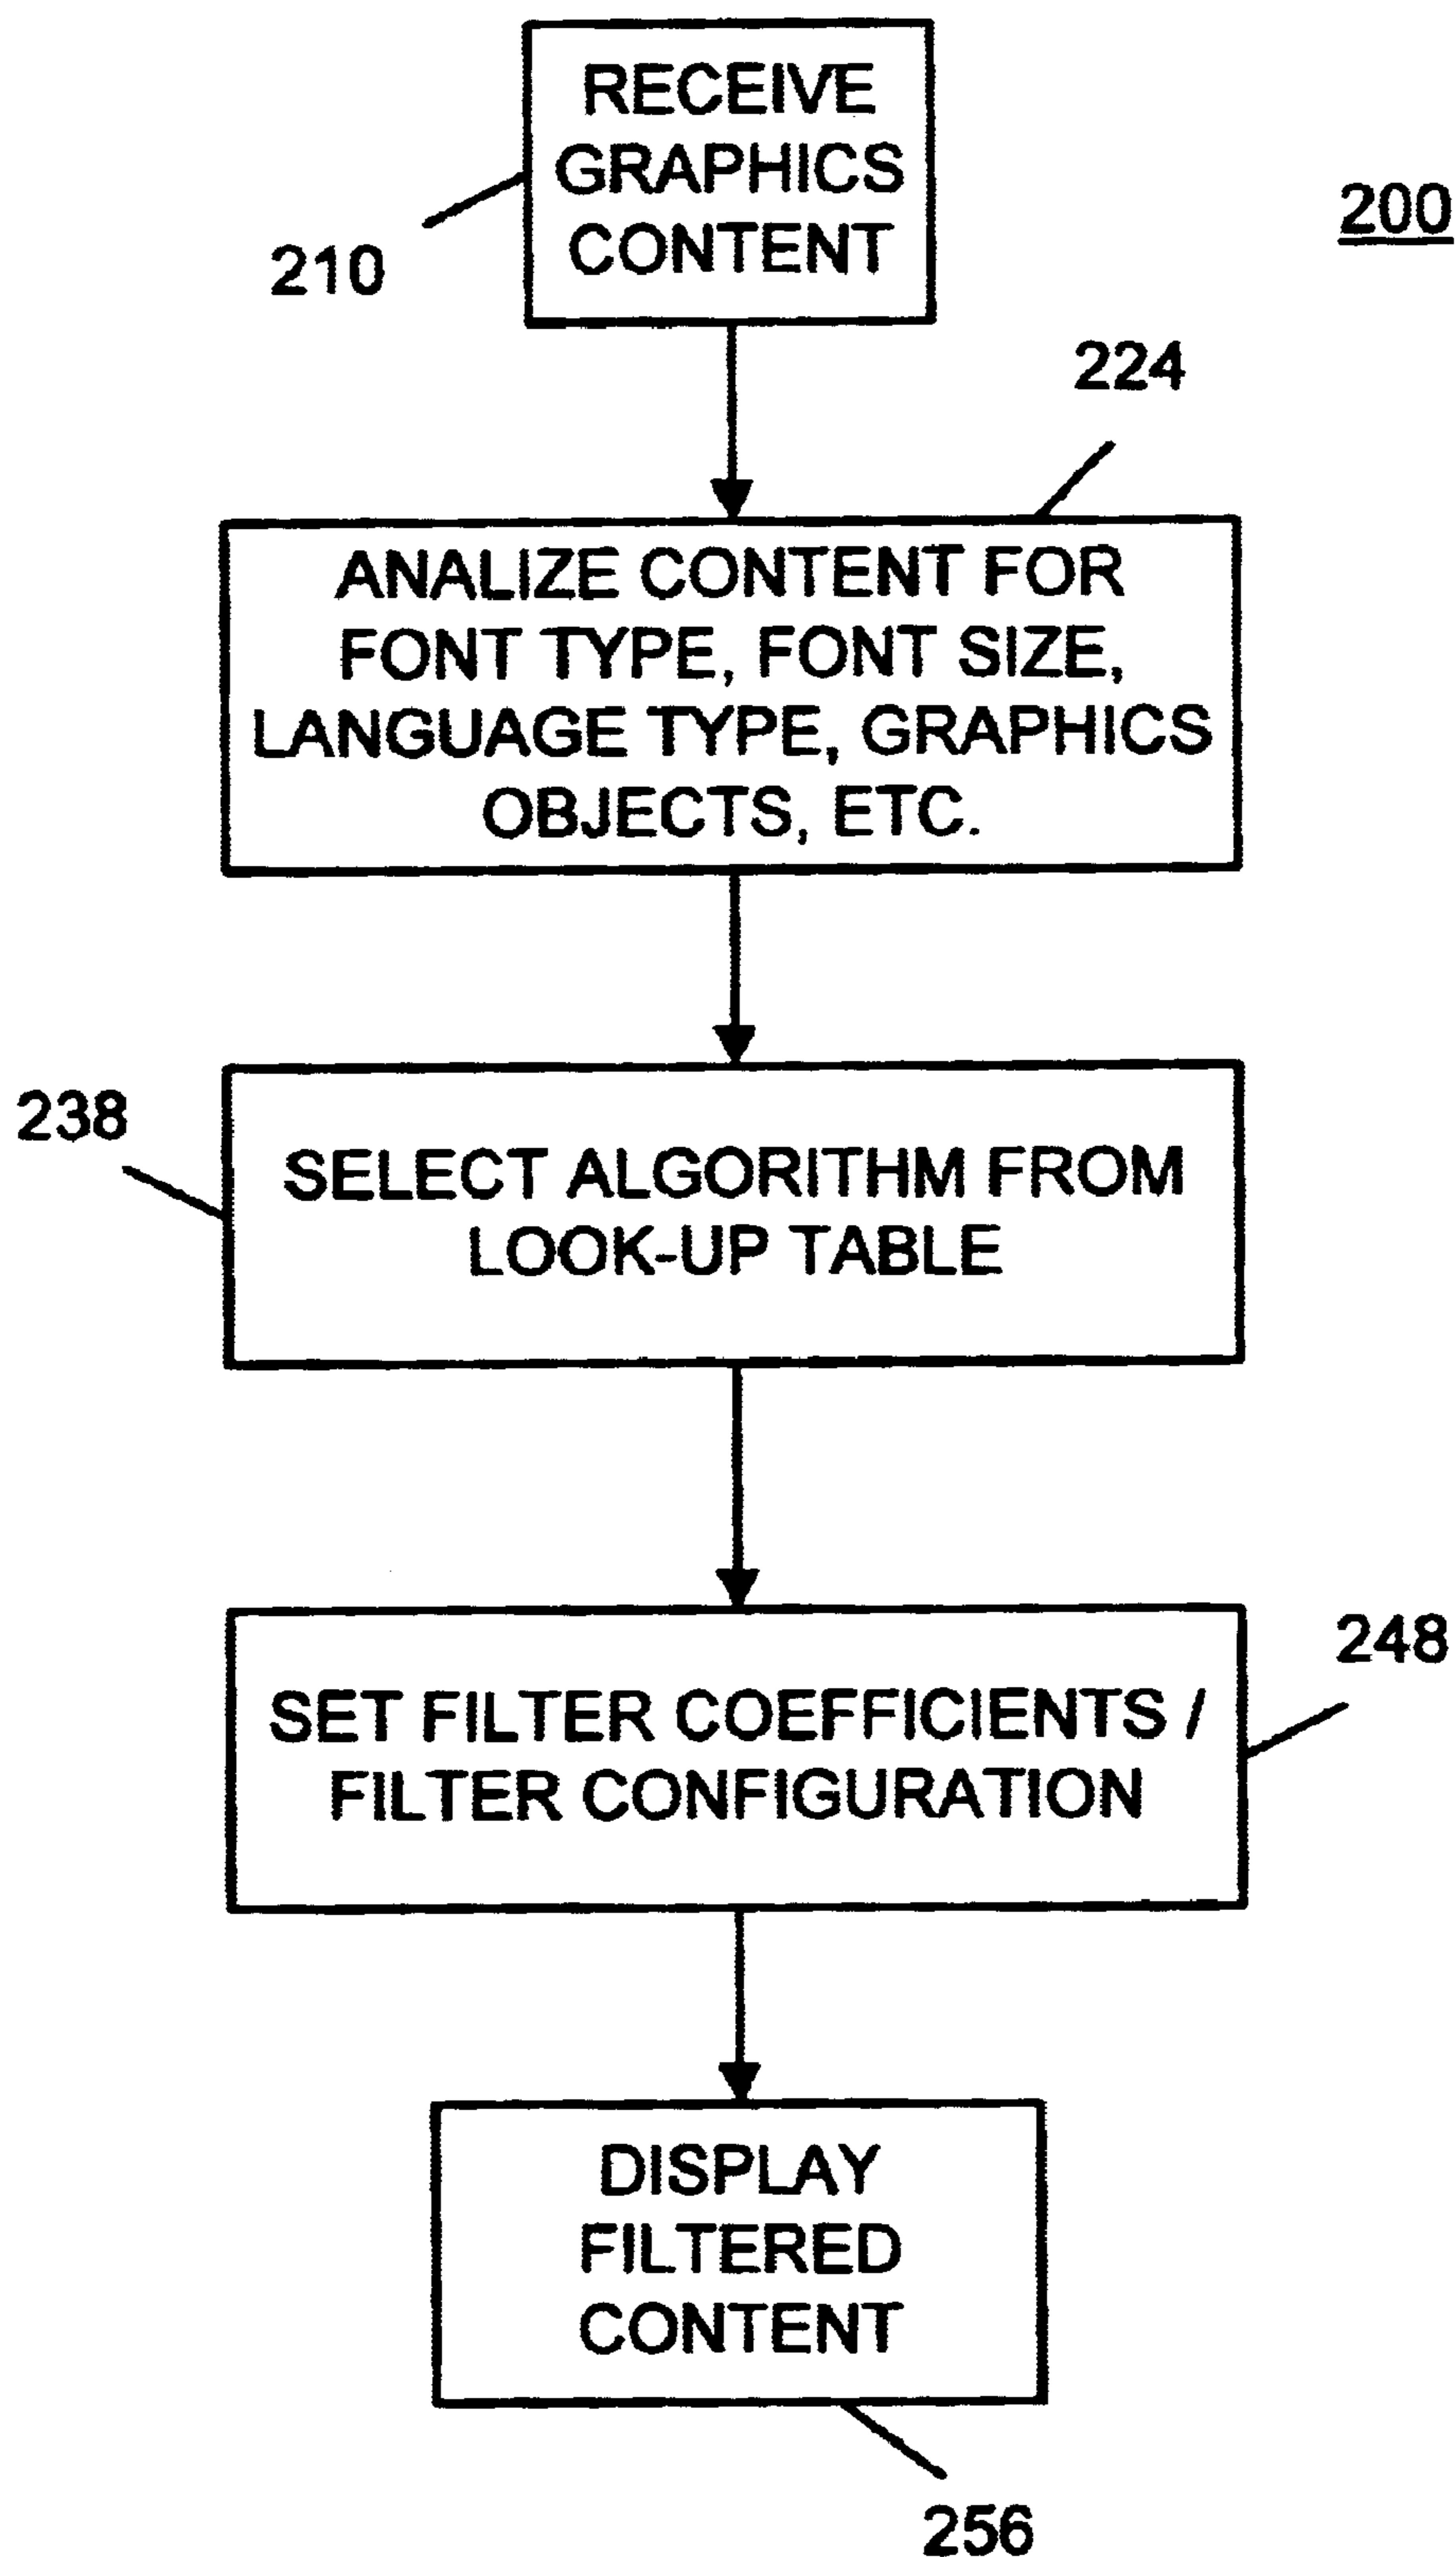 RECEIVE
GRAPHICS
CONTENT
210
200
224
ANALIZE CONTENT FOR
FONT TYPE, FONT SIZE,
LANGUAGE TYPE, GRAPHICS
OBJECTS, ETC.
238
SELECT ALGORITHM FROM
LOOK-UP TABLE
248
SET FILTER COEFFICIENTS /
FILTER CONFIGURATION
DISPLAY
FILTERED
CONTENT
256